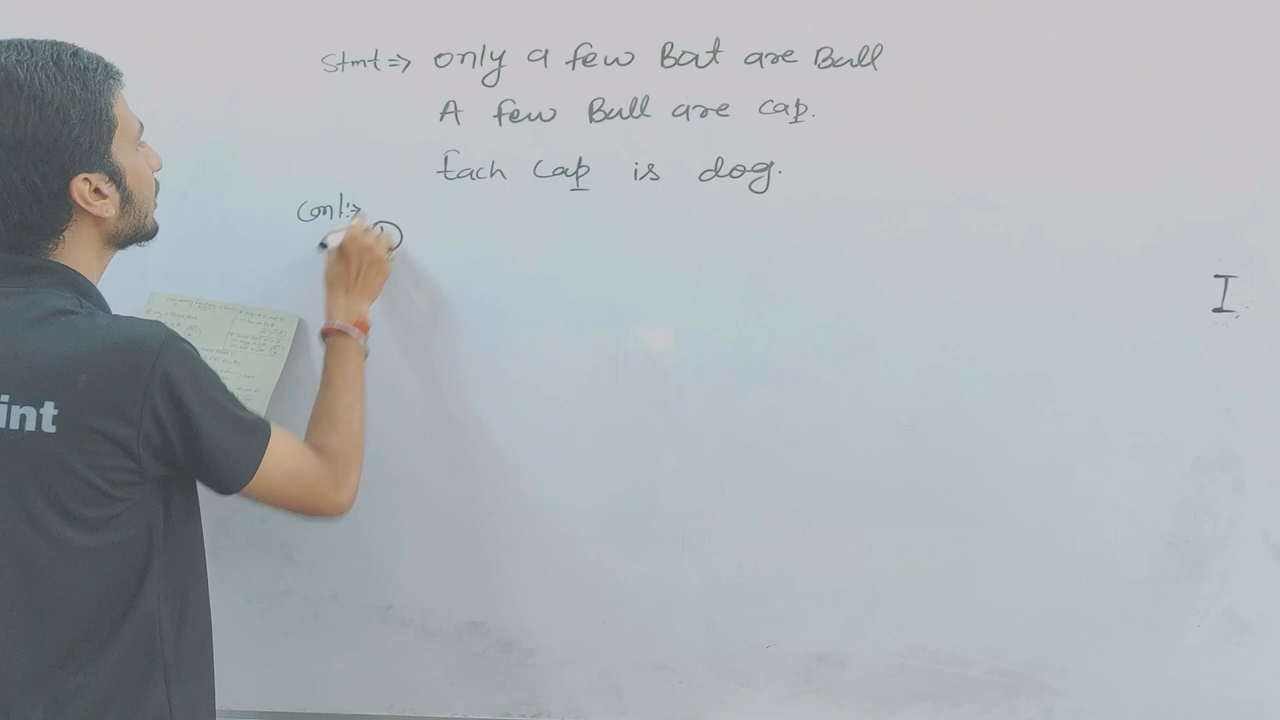 Stmt => only a few Bat are Ball
A few Ball are cap.
Each Cap is dog.
Conl:->
int
I